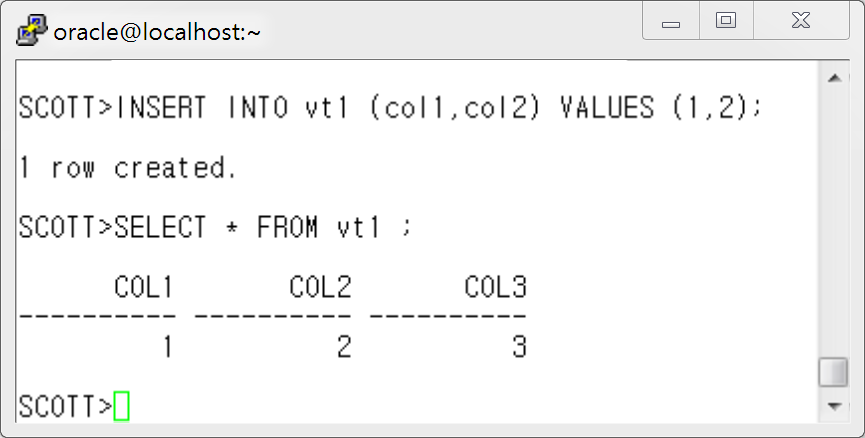 oracle@localhost:~
SCOTT>INSERT INTO vt1 (col1,col2) VALUES (1,2);
1 row created.
SCOTT>SELECT * FROM vt1 ;
COL1 COL2 COL3
---------- ---------- ----------
1 2 3
SCOTT>